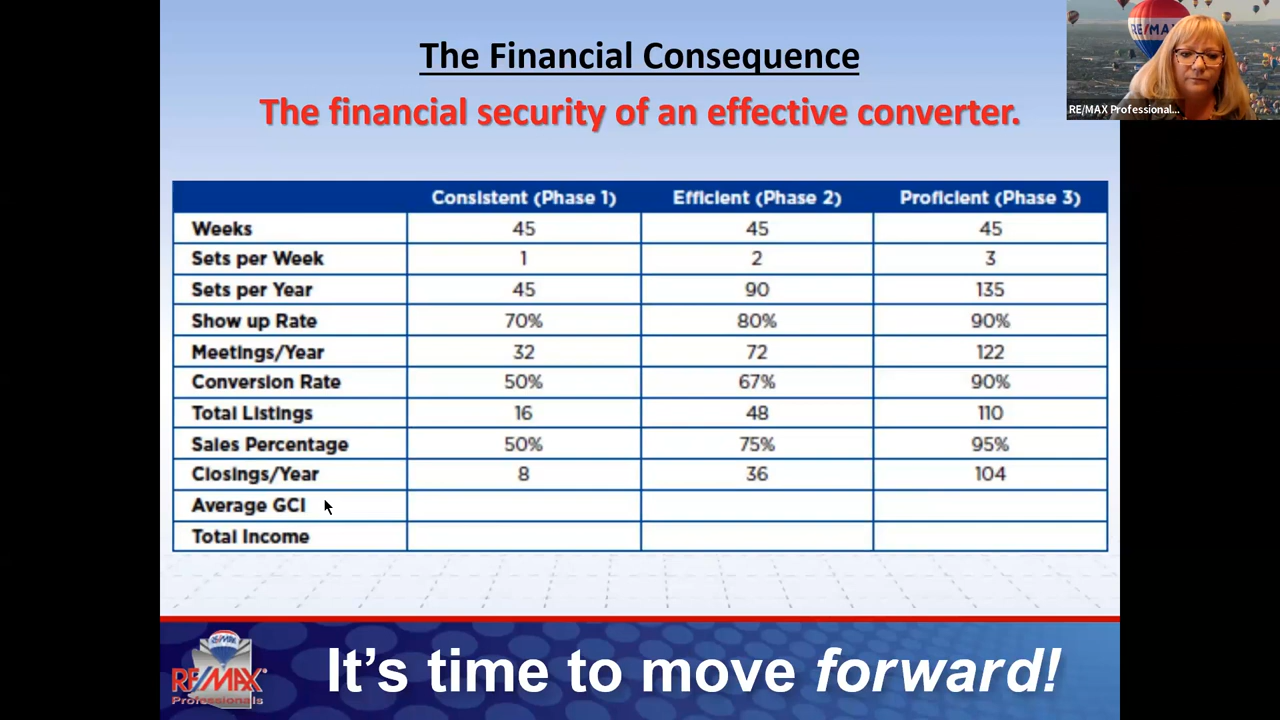 The Financial Consequence
The financial security of an effective converter.
RE/MAX
RE/MAX Professional...
Consistent (Phase 1) Efficient (Phase 2) Proficient (Phase 3)
Weeks 45 45 45
Sets per Week 1 2 3
Sets per Year 45 90 135
Show up Rate 70% 80% 90%
Meetings/Year 32 72 122
Conversion Rate 50% 67% 90%
Total Listings 16 48 110
Sales Percentage 50% 75% 95%
Closings/Year 8 36 104
Average GCI
Total Income
RE/MAX
RE/MAX®
Professionals
It's time to move forward!